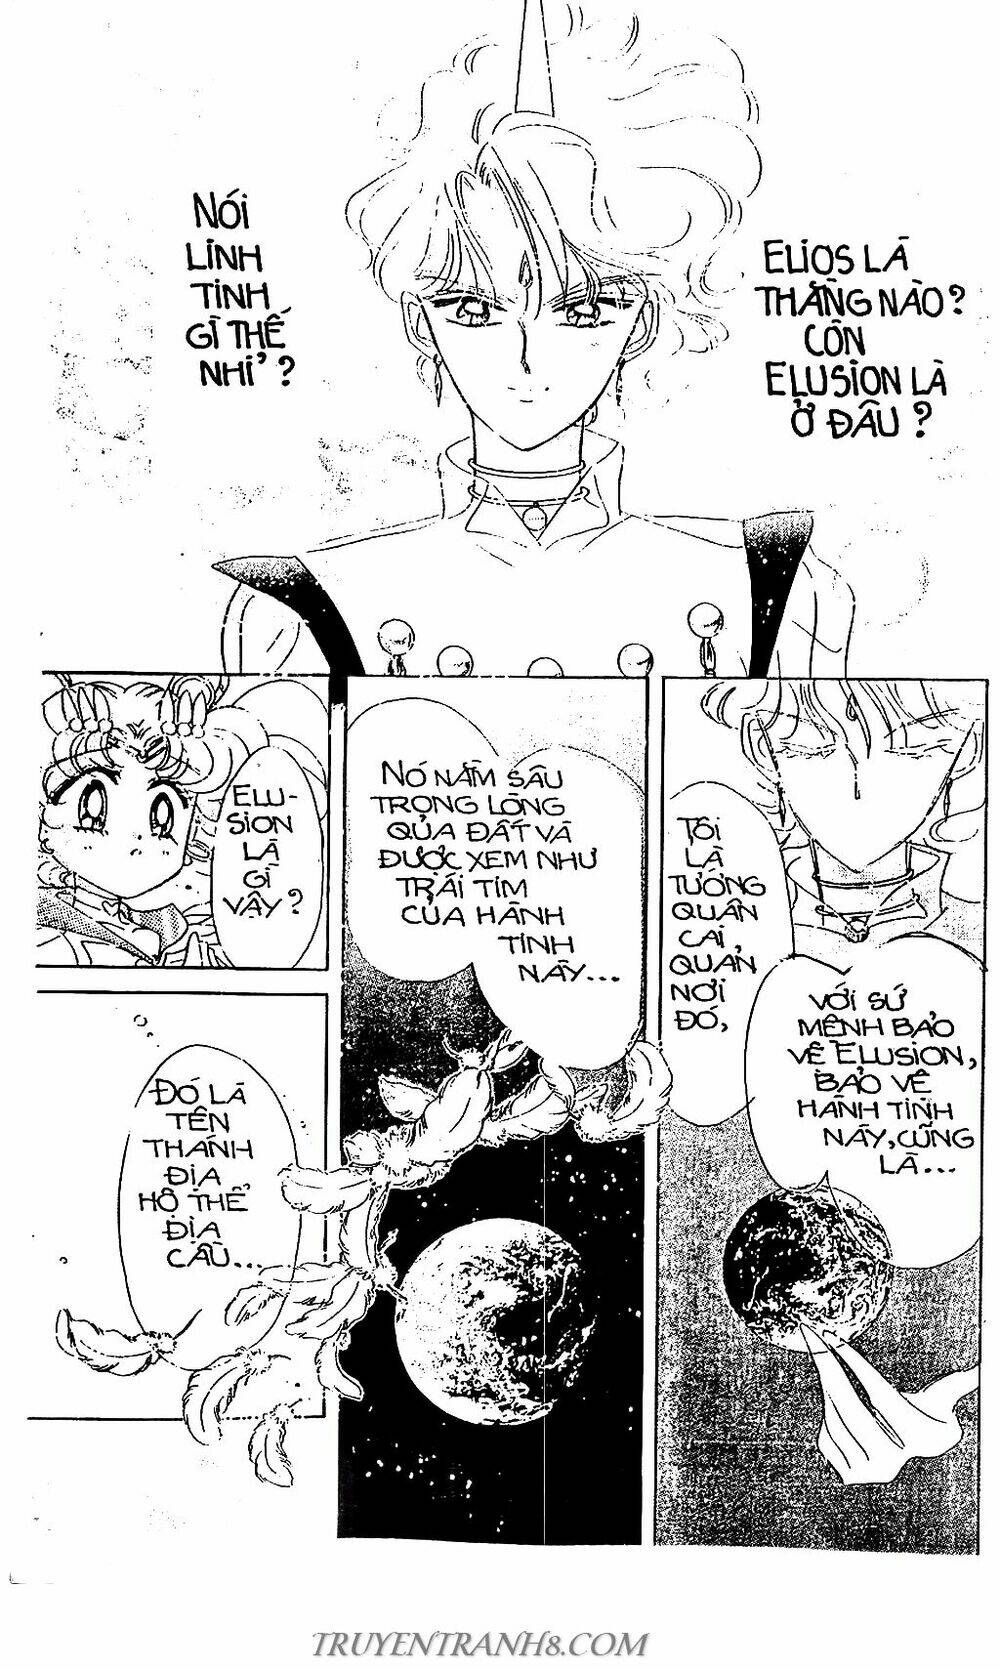 ELIOS LÀ
THẰNG NÀO?
CÒN
ELUSION LÀ
Ở ĐÂU?
NÓI
LINH
TINH
GÌ THẾ
NHỈ?
ELU-
SION
LÀ
GÌ
VẬY?
NÓ NẰM SÂU
TRONG LÒNG
QỦA ĐẤT VÀ
ĐƯỢC XEM NHƯ
TRÁI TIM
CỦA HÀNH
TINH
NÀY...
TÔI
LÀ
TƯỚNG
QUÂN
CAI
QUẢN
NƠI
ĐÓ,
VỚI SỨ
MỆNH BẢO
VỆ ELUSION,
BẢO VỆ
HÀNH TINH
NÀY, CŨNG
LÀ...
ĐÓ LÀ
TÊN
THÁNH
ĐỊA
HỘ THỂ
ĐỊA
CẦU...
TRUYENTRANH8.COM